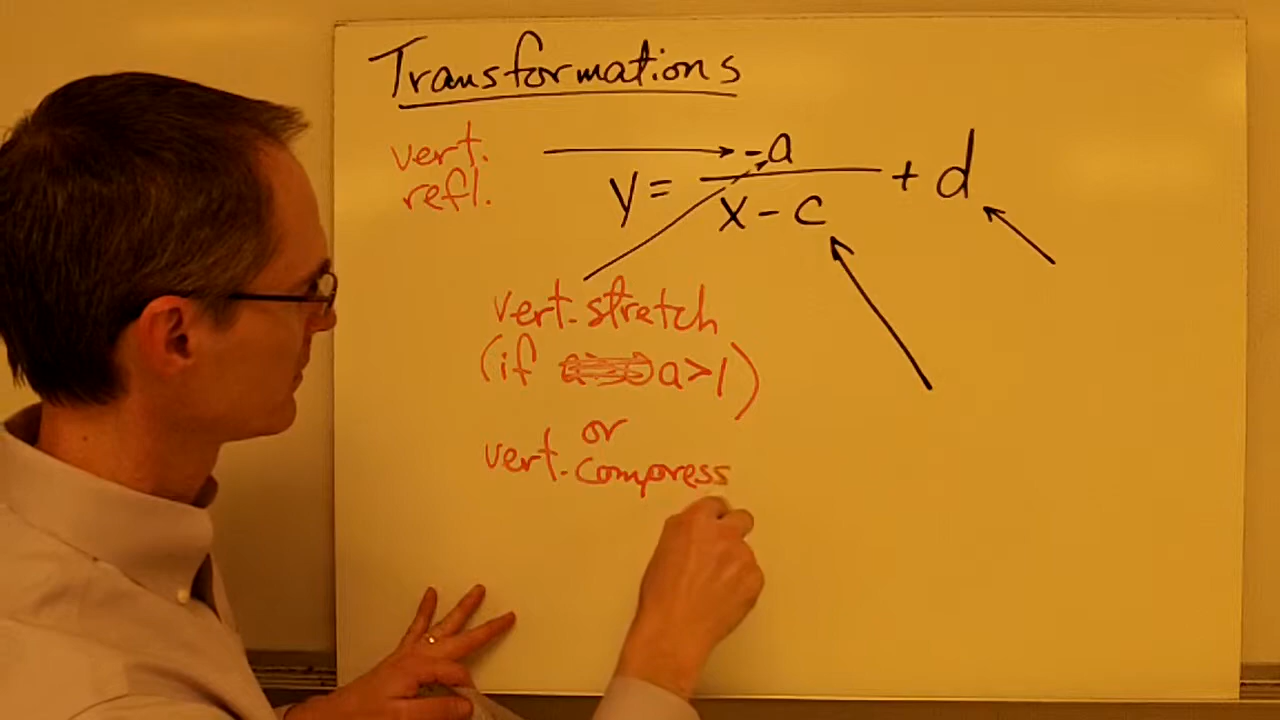 Transformations
vert.
refl.
y = -a / x - c + d
vert. stretch
(if a>1)
or
vert. compress